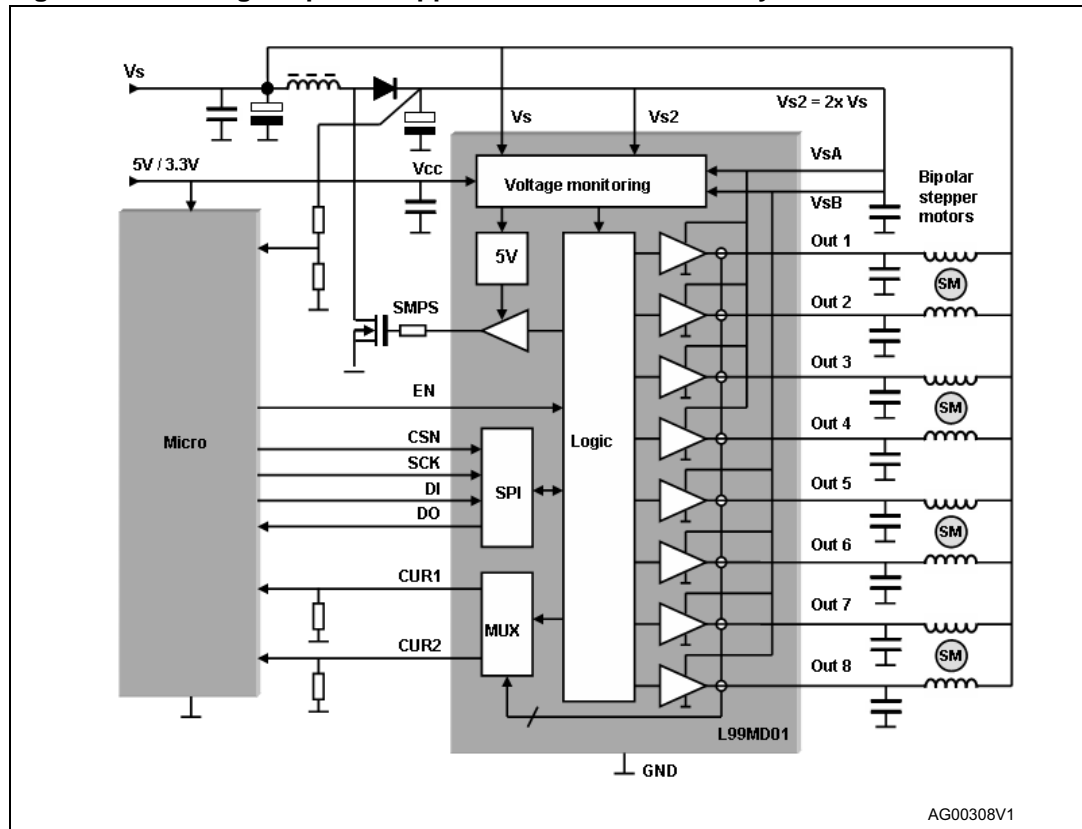 Vs
Vs
Vs2
Vs2 = 2x Vs
5V / 3.3V
Vcc
Voltage monitoring
VsA
VsB
Bipolar
stepper
motors
5V
SMPS
Out 1
SM
Out 2
Out 3
SM
Out 4
EN
Micro
Logic
CSN
SCK
DI
DO
SPI
Out 5
SM
Out 6
CUR1
CUR2
MUX
Out 7
SM
Out 8
L99MD01
GND
AG00308V1